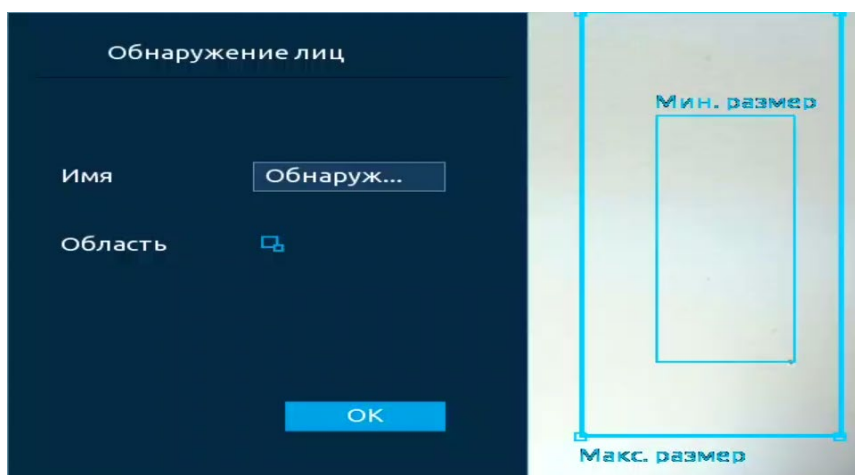 Обнаружение лиц
Мин. размер
Имя
Обнаруж...
Область
OK
Макс. размер